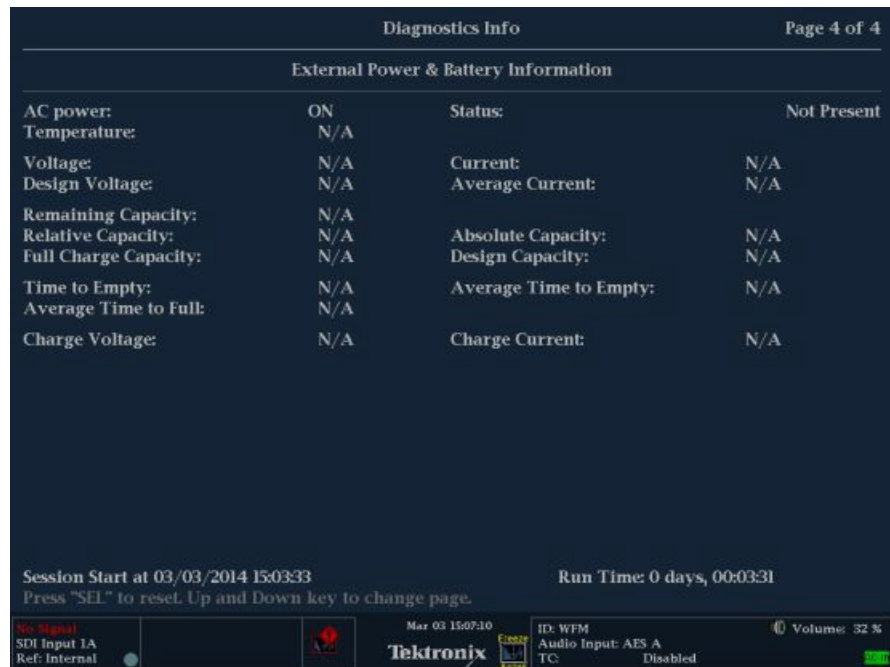 Diagnostics Info Page 4 of 4
External Power & Battery Information
AC power: ON Status: Not Present
Temperature: N/A
Voltage: N/A Current: N/A
Design Voltage: N/A Average Current: N/A
Remaining Capacity: N/A
Relative Capacity: N/A Absolute Capacity: N/A
Full Charge Capacity: N/A Design Capacity: N/A
Time to Empty: N/A Average Time to Empty: N/A
Average Time to Full: N/A
Charge Voltage: N/A Charge Current: N/A
Session Start at 03/03/2014 15:03:33 Run Time: 0 days, 00:03:31
Press "SEL" to reset. Up and Down key to change page.
No Signal
SDI Input 1A
Ref: Internal
Mar 03 15:07:10
Tektronix
Freeze
ID: WFM
Audio Input: AES A
TC: Disabled
Volume: 32 %